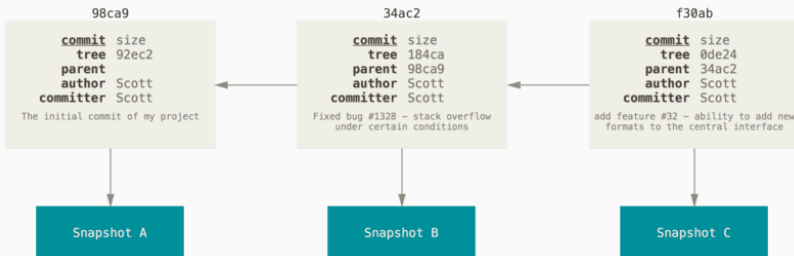 98ca9
commit size
tree 92ec2
parent
author Scott
committer Scott
The initial commit of my project
Snapshot A
34ac2
commit size
tree 184ca
parent 98ca9
author Scott
committer Scott
Fixed bug #1328 – stack overflow
under certain conditions
Snapshot B
f30ab
commit size
tree 0de24
parent 34ac2
author Scott
committer Scott
add feature #32 – ability to add new
formats to the central interface
Snapshot C